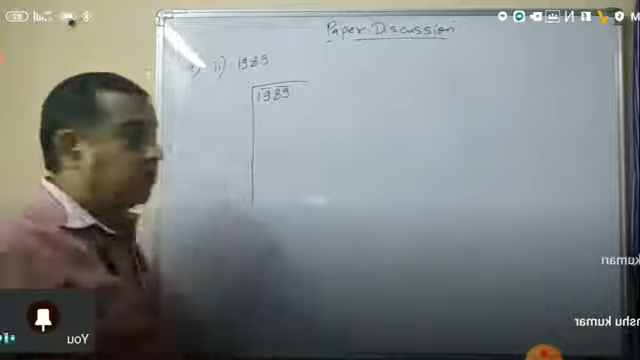 Paper Discussion
ii) 1989
1989
You
kumari
nshu kumar